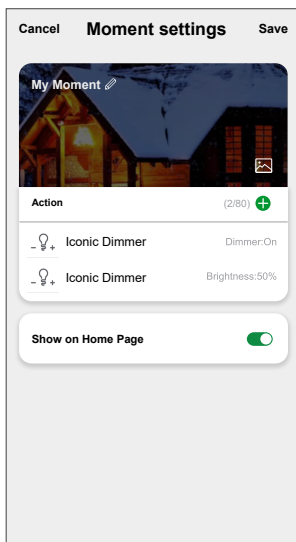 Cancel Moment settings Save
My Moment
Action (2/80)
Iconic Dimmer Dimmer:On
Iconic Dimmer Brightness:50%
Show on Home Page